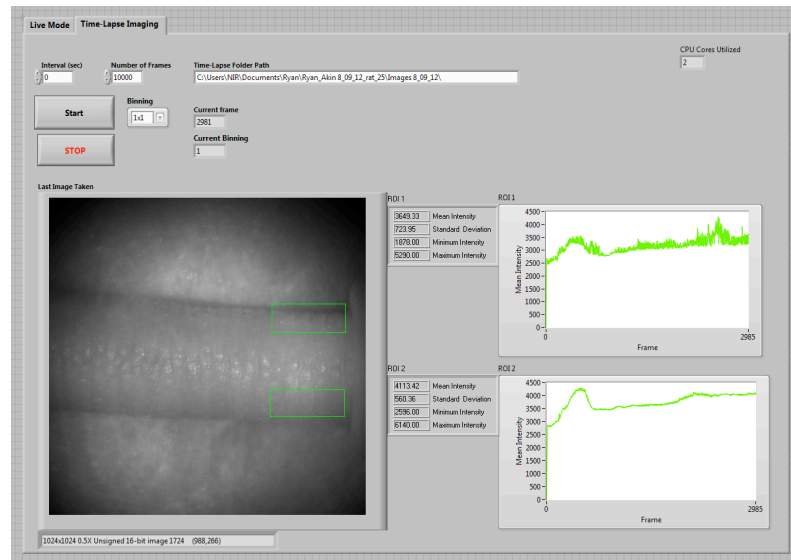 Live Mode
Time-Lapse Imaging
CPU Cores Utilized
2
Interval (sec)
Number of Frames
Time-Lapse Folder Path
0
10000
C:\Users\NIR\Documents\Ryan\Ryan_Akin 8_09_12_rat_25\Images 8_09_12\
Start
Binning
1x1
Current frame
2981
STOP
Current Binning
1
Last Image Taken
ROI 1
3649.33 Mean Intensity
723.95 Standard Deviation
1878.00 Minimum Intensity
5290.00 Maximum Intensity
ROI 1
Mean Intensity
4500
4000
3500
3000
2500
2000
1500
1000
500
0
0
2985
Frame
ROI 2
4113.42 Mean Intensity
560.36 Standard Deviation
2596.00 Minimum Intensity
6140.00 Maximum Intensity
ROI 2
Mean Intensity
4500
4000
3500
3000
2500
2000
1500
1000
500
0
0
2985
Frame
1024x1024 0.5X Unsigned 16-bit image 1724 (988,266)